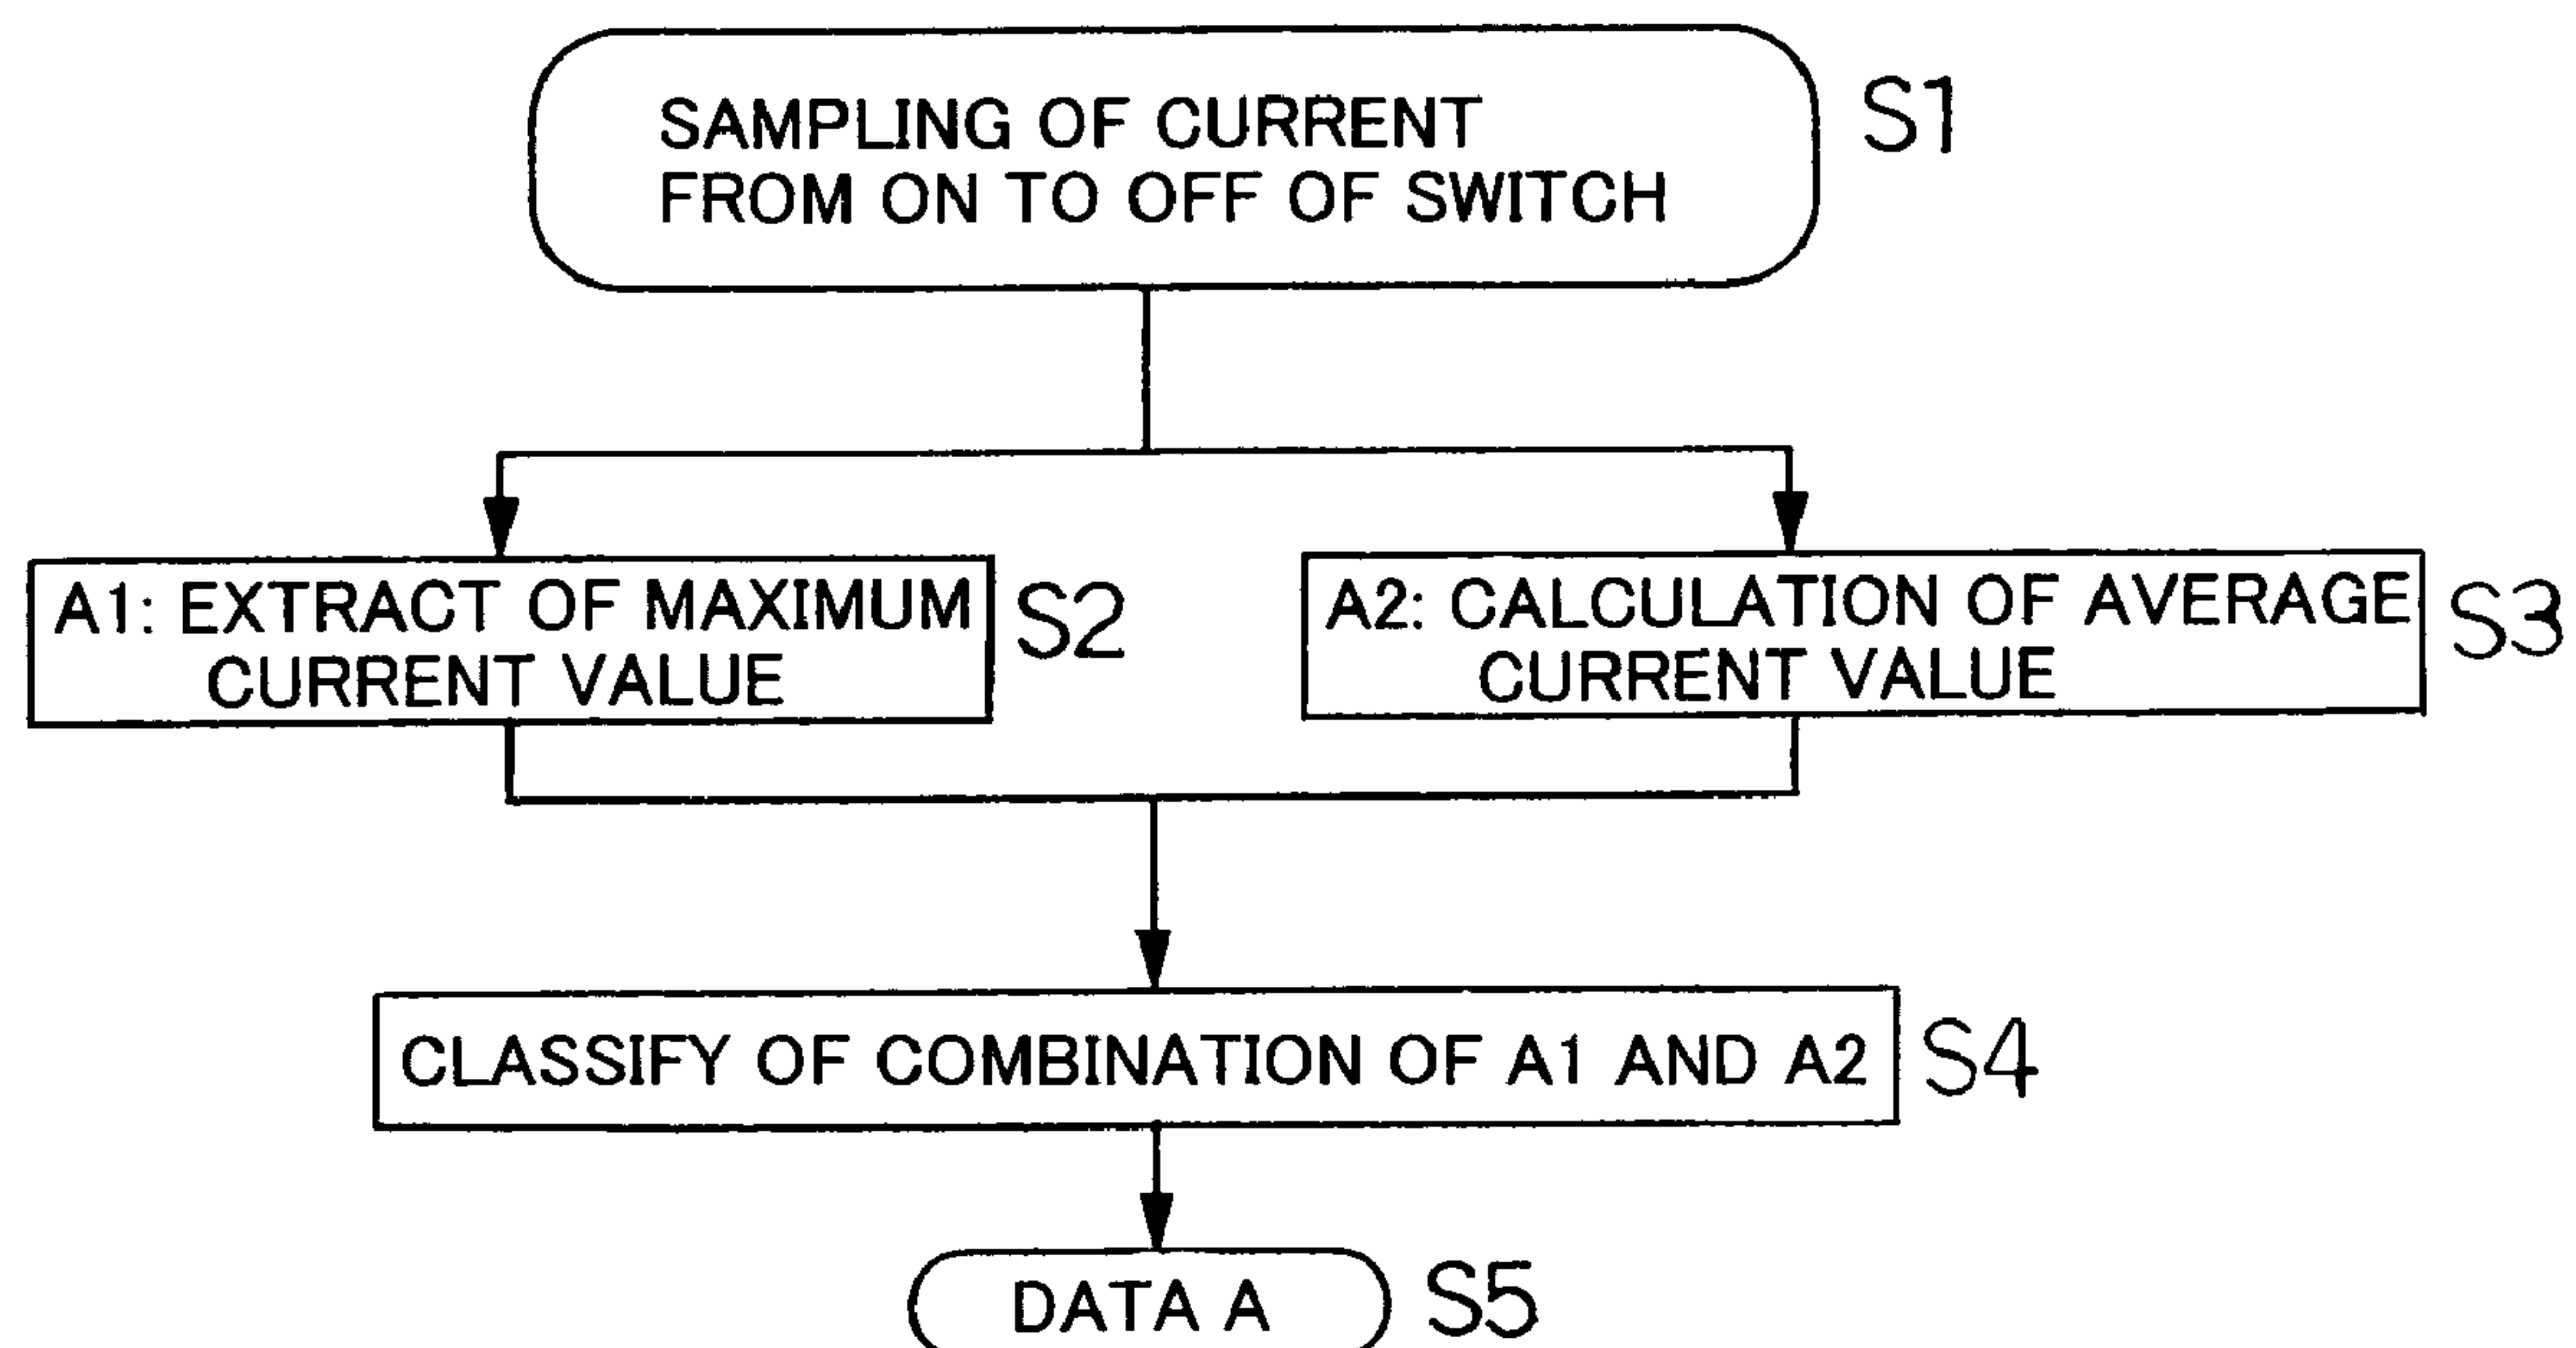 SAMPLING OF CURRENT
FROM ON TO OFF OF SWITCH
S1
A1: EXTRACT OF MAXIMUM
CURRENT VALUE
S2
A2: CALCULATION OF AVERAGE
CURRENT VALUE
S3
CLASSIFY OF COMBINATION OF A1 AND A2
S4
DATA A
S5